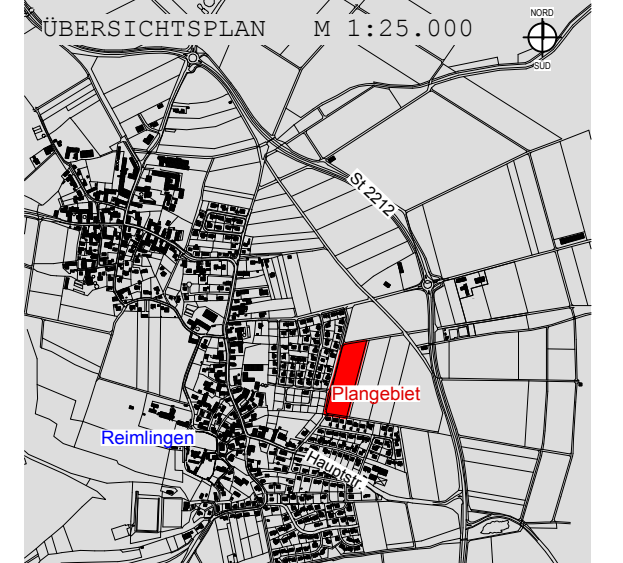 ÜBERSICHTSPLAN M 1:25.000
NORD
SÜD
St 2212
Plangebiet
Reimlingen
Hauptstr.